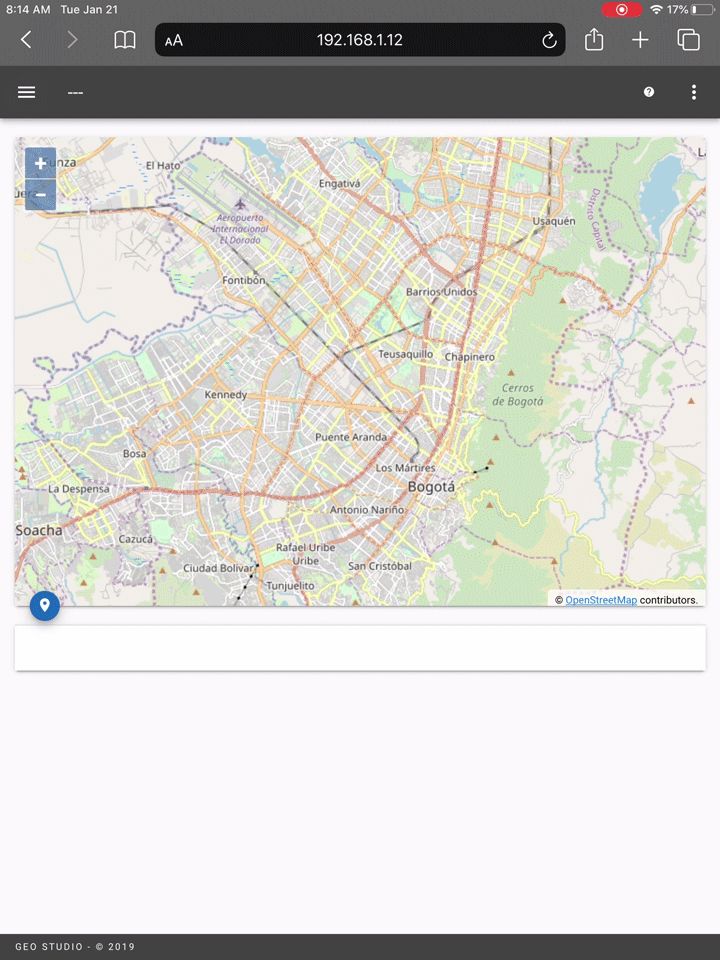 8:14 AM Tue Jan 21 17%
AA 192.168.1.12
---
El Hato
Engativá
Usaquén
Distrito Capital
Aeropuerto
Internacional
El Dorado
Fontibón
Barrios Unidos
Teusaquillo
Chapinero
Cerros
de Bogotá
Kennedy
Puente Aranda
Bosa
Los Mártires
La Despensa
Bogotá
Antonio Nariño
Soacha
Cazucá
Rafael Uribe
Uribe
Ciudad Bolívar
San Cristóbal
Tunjuelito
© OpenStreetMap contributors.
GEO STUDIO - © 2019